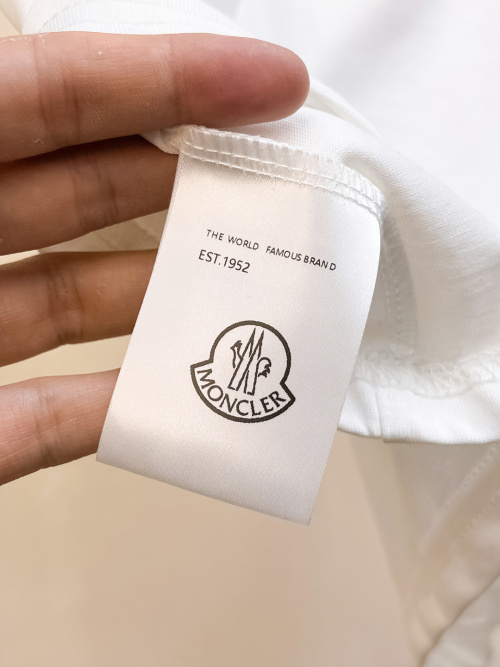 THE WORLD FAMOUS BRAND
EST.1952
MONCLER